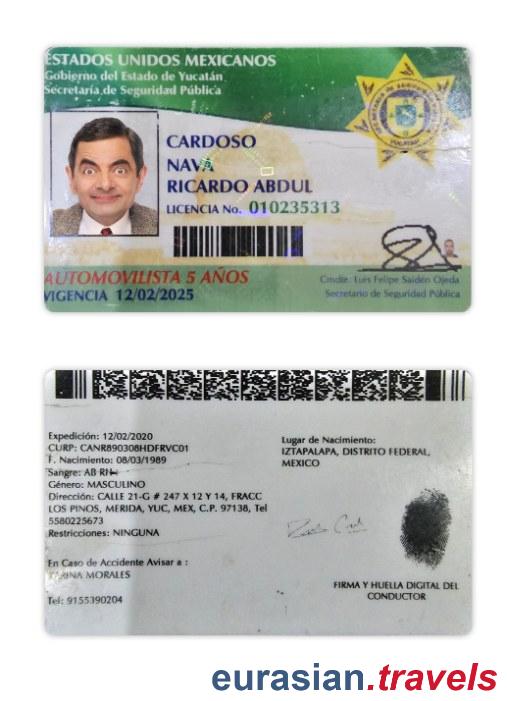 ESTADOS UNIDOS MEXICANOS
Gobierno del Estado de Yucatán
Secretaría de Seguridad Pública
CARDOSO
NAVA
RICARDO ABDUL
LICENCIA No. 010235313
AUTOMOVILISTA 5 AÑOS
VIGENCIA 12/02/2025
Cmdte. Luis Felipe Saidén Ojeda
Secretario de Seguridad Pública
Expedición: 12/02/2020
CURP: CANR890308HDFRVC01
F. Nacimiento: 08/03/1989
Sangre: AB RH
Género: MASCULINO
Dirección: CALLE 21-G # 247 X 12 Y 14, FRACC
LOS PINOS, MERIDA, YUC, MEX, C.P. 97138, Tel
5580225673
Restricciones: NINGUNA
En Caso de Accidente Avisar a :
MORALES
Tel: 9155390204
Lugar de Nacimiento:
IZTAPALAPA, DISTRITO FEDERAL,
MEXICO
FIRMA Y HUELLA DIGITAL DEL
CONDUCTOR
eurasian.travels